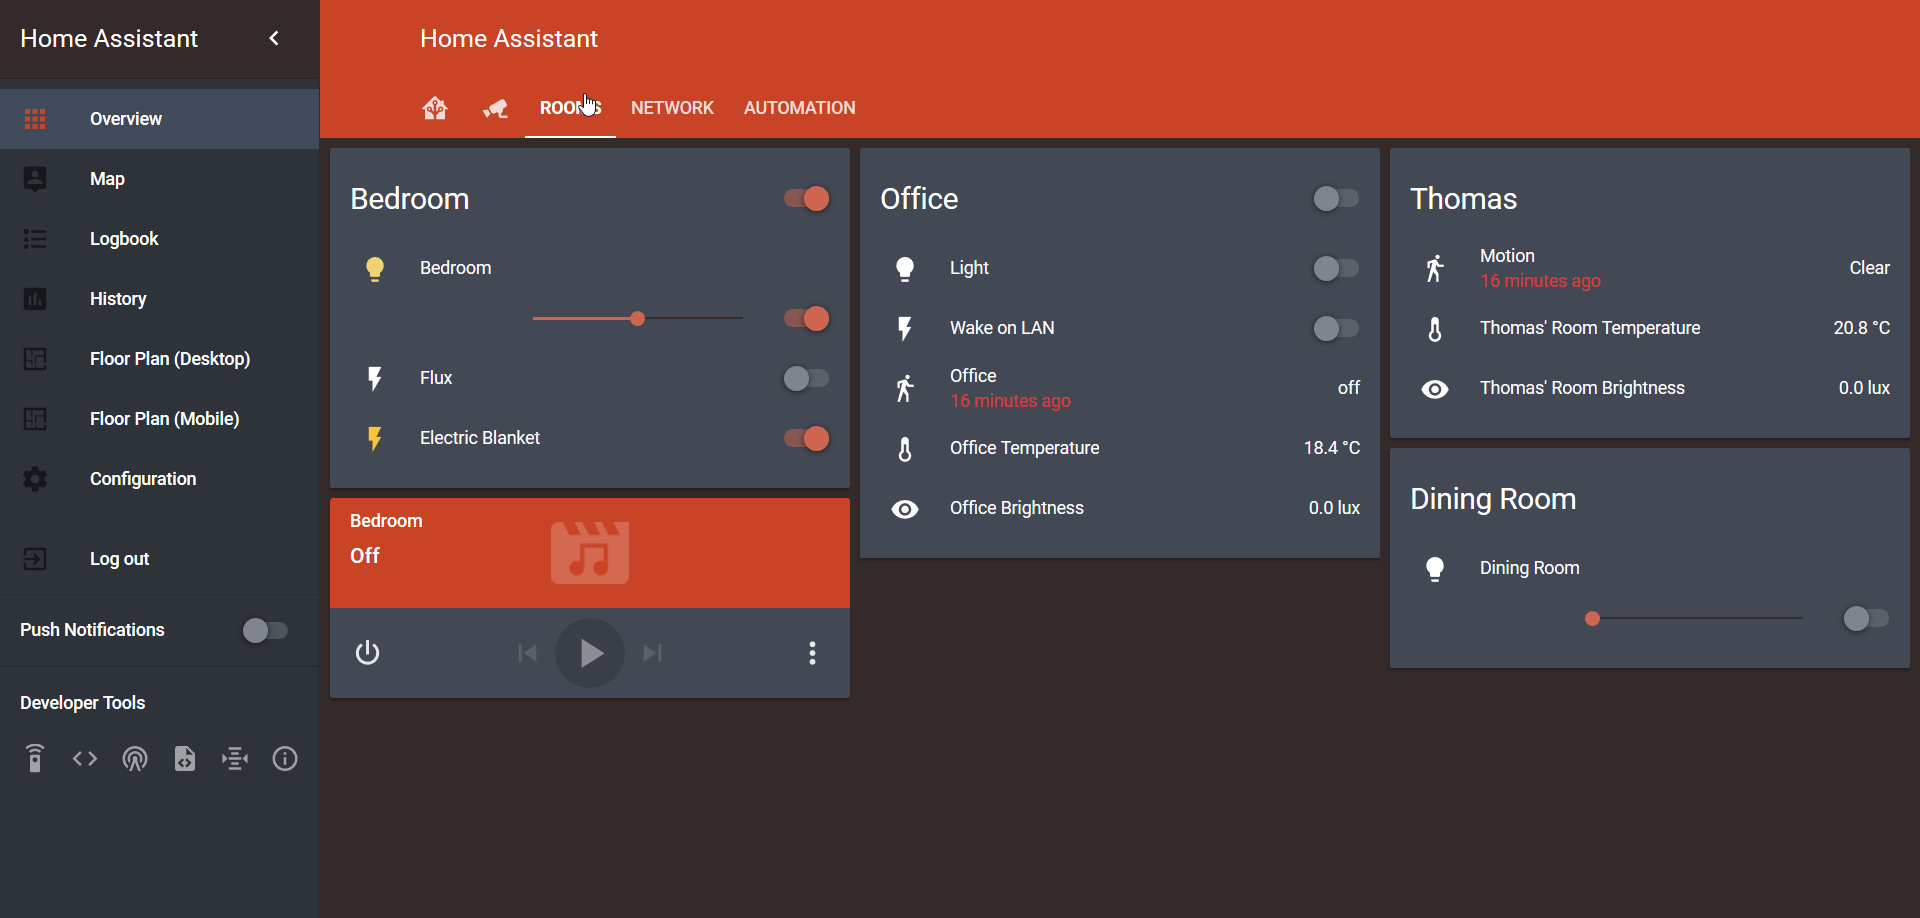 Home Assistant
Overview
Map
Logbook
History
Floor Plan (Desktop)
Floor Plan (Mobile)
Configuration
Log out
Push Notifications
Developer Tools
Home Assistant
ROOMS NETWORK AUTOMATION
Bedroom
Bedroom
Flux
Electric Blanket
Bedroom
Off
Office
Light
Wake on LAN
Office
16 minutes ago
off
Office Temperature 18.4 °C
Office Brightness 0.0 lux
Thomas
Motion
16 minutes ago
Clear
Thomas' Room Temperature 20.8 °C
Thomas' Room Brightness 0.0 lux
Dining Room
Dining Room